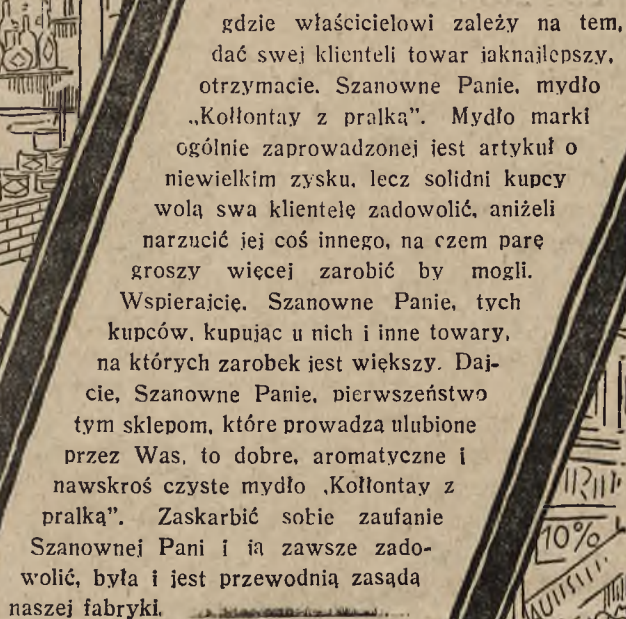 gdzie właścicielowi zależy na tem,
dać swej klienteli towar jaknajlepszy,
otrzymacie. Szanowne Panie, mydło
„Kołłontay z pralką”. Mydło marki
ogólnie zaprowadzonej jest artykuł o
niewielkim zysku, lecz solidni kupcy
wolą swa klientelę zadowolić, aniżeli
narzucić jej coś innego, na czem parę
groszy więcej zarobić by mogli.
Wspierajcie. Szanowne Panie, tych
kupców, kupując u nich i inne towary,
na których zarobek jest większy. Daj-
cie, Szanowne Panie, pierwszeństwo
tym sklepom, które prowadzą ulubione
przez Was, to dobre, aromatyczne i
nawskroś czyste mydło „Kołłontay z
pralką”. Zaskarbić sobie zaufanie
Szanownej Pani i ją zawsze zado-
wolić, była i jest przewodnią zasadą
naszej fabryki.
10%